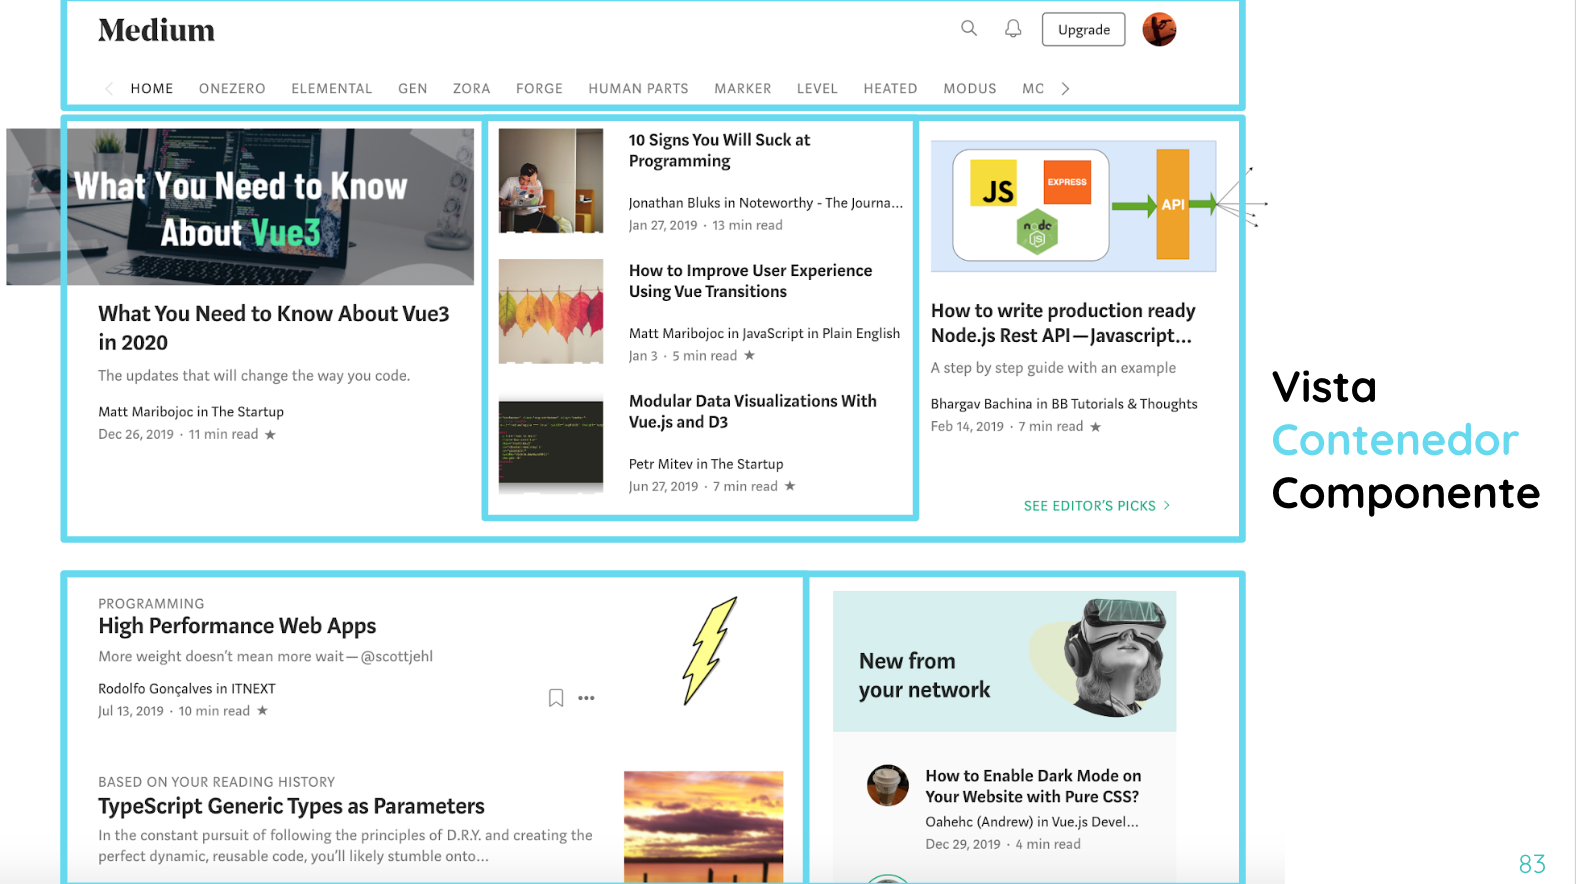 Medium
Upgrade
HOME ONEZERO ELEMENTAL GEN ZORA FORGE HUMAN PARTS MARKER LEVEL HEATED MODUS MC
What You Need to Know
About Vue3
What You Need to Know About Vue3
in 2020
The updates that will change the way you code.
Matt Maribojoc in The Startup
Dec 26, 2019 · 11 min read ★
10 Signs You Will Suck at
Programming
Jonathan Bluks in Noteworthy - The Journa...
Jan 27, 2019 · 13 min read
How to Improve User Experience
Using Vue Transitions
Matt Maribojoc in JavaScript in Plain English
Jan 3 · 5 min read ★
Modular Data Visualizations With
Vue.js and D3
Petr Mitev in The Startup
Jun 27, 2019 · 7 min read ★
JS
EXPRESS
node
JS
API
How to write production ready
Node.js Rest API — Javascript...
A step by step guide with an example
Bhargav Bachina in BB Tutorials & Thoughts
Feb 14, 2019 · 7 min read ★
SEE EDITOR'S PICKS
Vista
Contenedor
Componente
PROGRAMMING
High Performance Web Apps
More weight doesn't mean more wait — @scottjehl
Rodolfo Gonçalves in ITNEXT
Jul 13, 2019 · 10 min read ★
BASED ON YOUR READING HISTORY
TypeScript Generic Types as Parameters
In the constant pursuit of following the principles of D.R.Y. and creating the
perfect dynamic, reusable code, you'll likely stumble onto...
New from
your network
How to Enable Dark Mode on
Your Website with Pure CSS?
Oahehc (Andrew) in Vue.js Devel...
Dec 29, 2019 · 4 min read
83